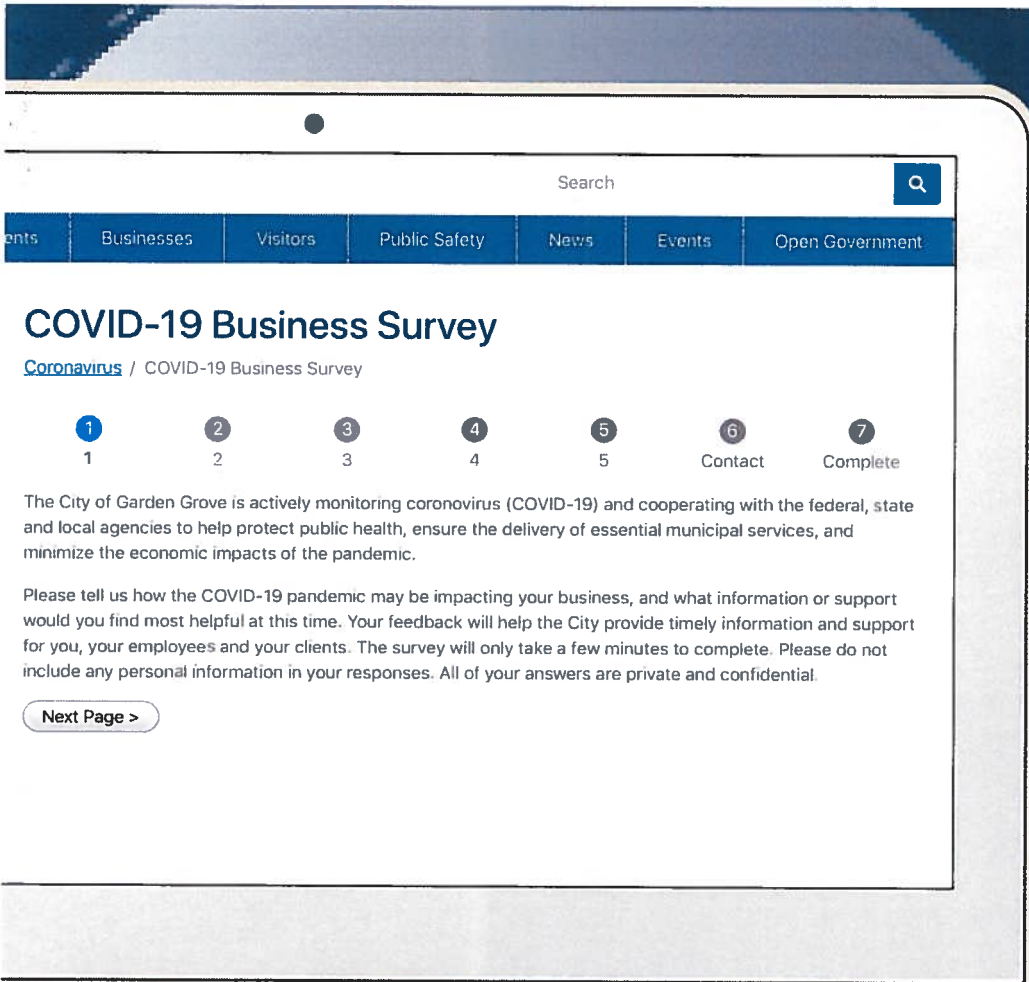 Search
ents Businesses Visitors Public Safety News Events Open Government
COVID-19 Business Survey
Coronavirus / COVID-19 Business Survey
1 2 3 4 5 6 7
1 2 3 4 5 Contact Complete
The City of Garden Grove is actively monitoring coronovirus (COVID-19) and cooperating with the federal, state
and local agencies to help protect public health, ensure the delivery of essential municipal services, and
minimize the economic impacts of the pandemic.
Please tell us how the COVID-19 pandemic may be impacting your business, and what information or support
would you find most helpful at this time. Your feedback will help the City provide timely information and support
for you, your employees and your clients. The survey will only take a few minutes to complete. Please do not
include any personal information in your responses. All of your answers are private and confidential.
Next Page >